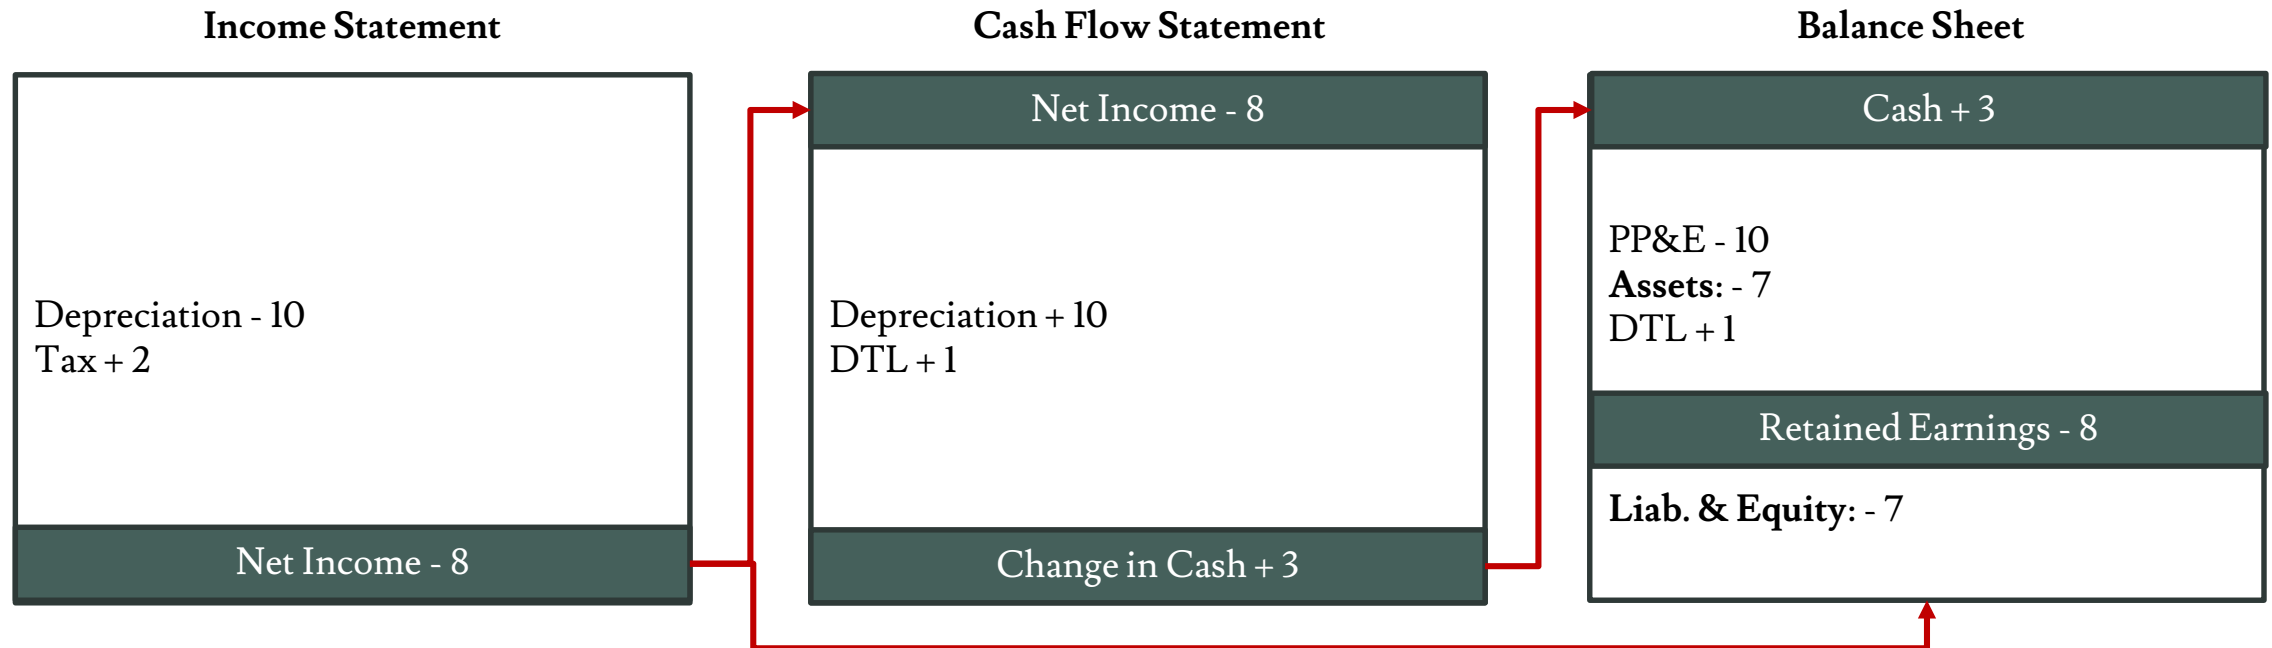 Income Statement
Depreciation - 10
Tax + 2
Net Income - 8
Cash Flow Statement
Net Income - 8
Depreciation + 10
DTL + 1
Change in Cash + 3
Balance Sheet
Cash + 3
PP&E - 10
Assets: - 7
DTL + 1
Retained Earnings - 8
Liab. & Equity: - 7